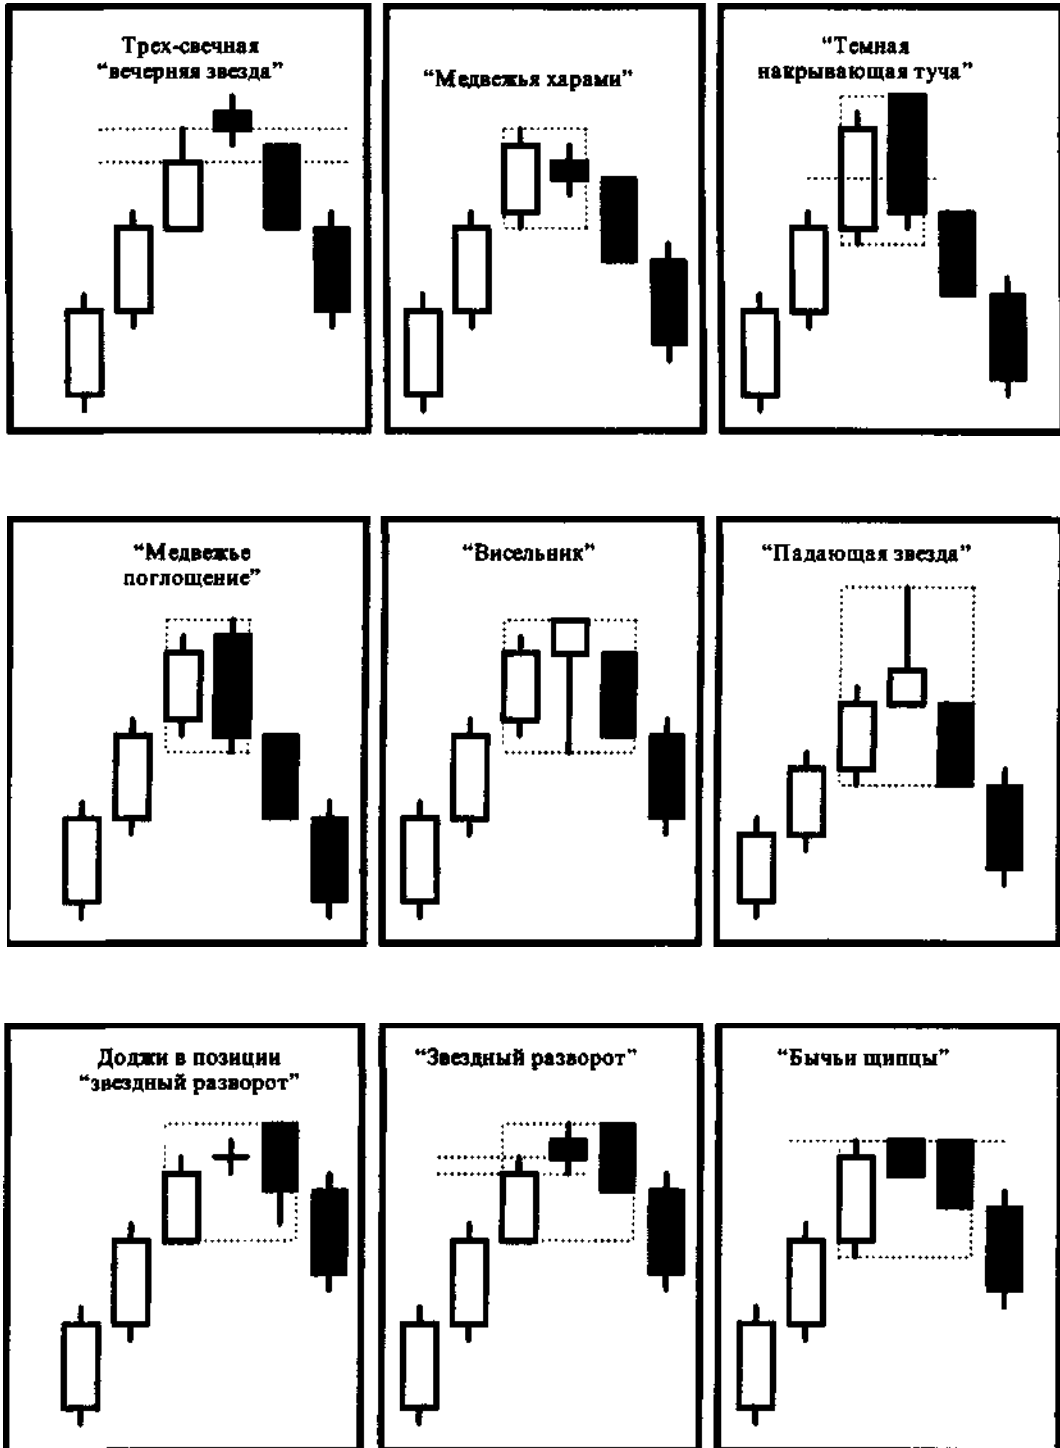 Трех-свечная
“вечерняя звезда”
“Медвежья харами”
“Темная
накрывающая туча”
“Медвежье
поглощение”
“Висельник”
“Падающая звезда”
Доджи в позиции
“звездный разворот”
“Звездный разворот”
“Бычьи щипцы”